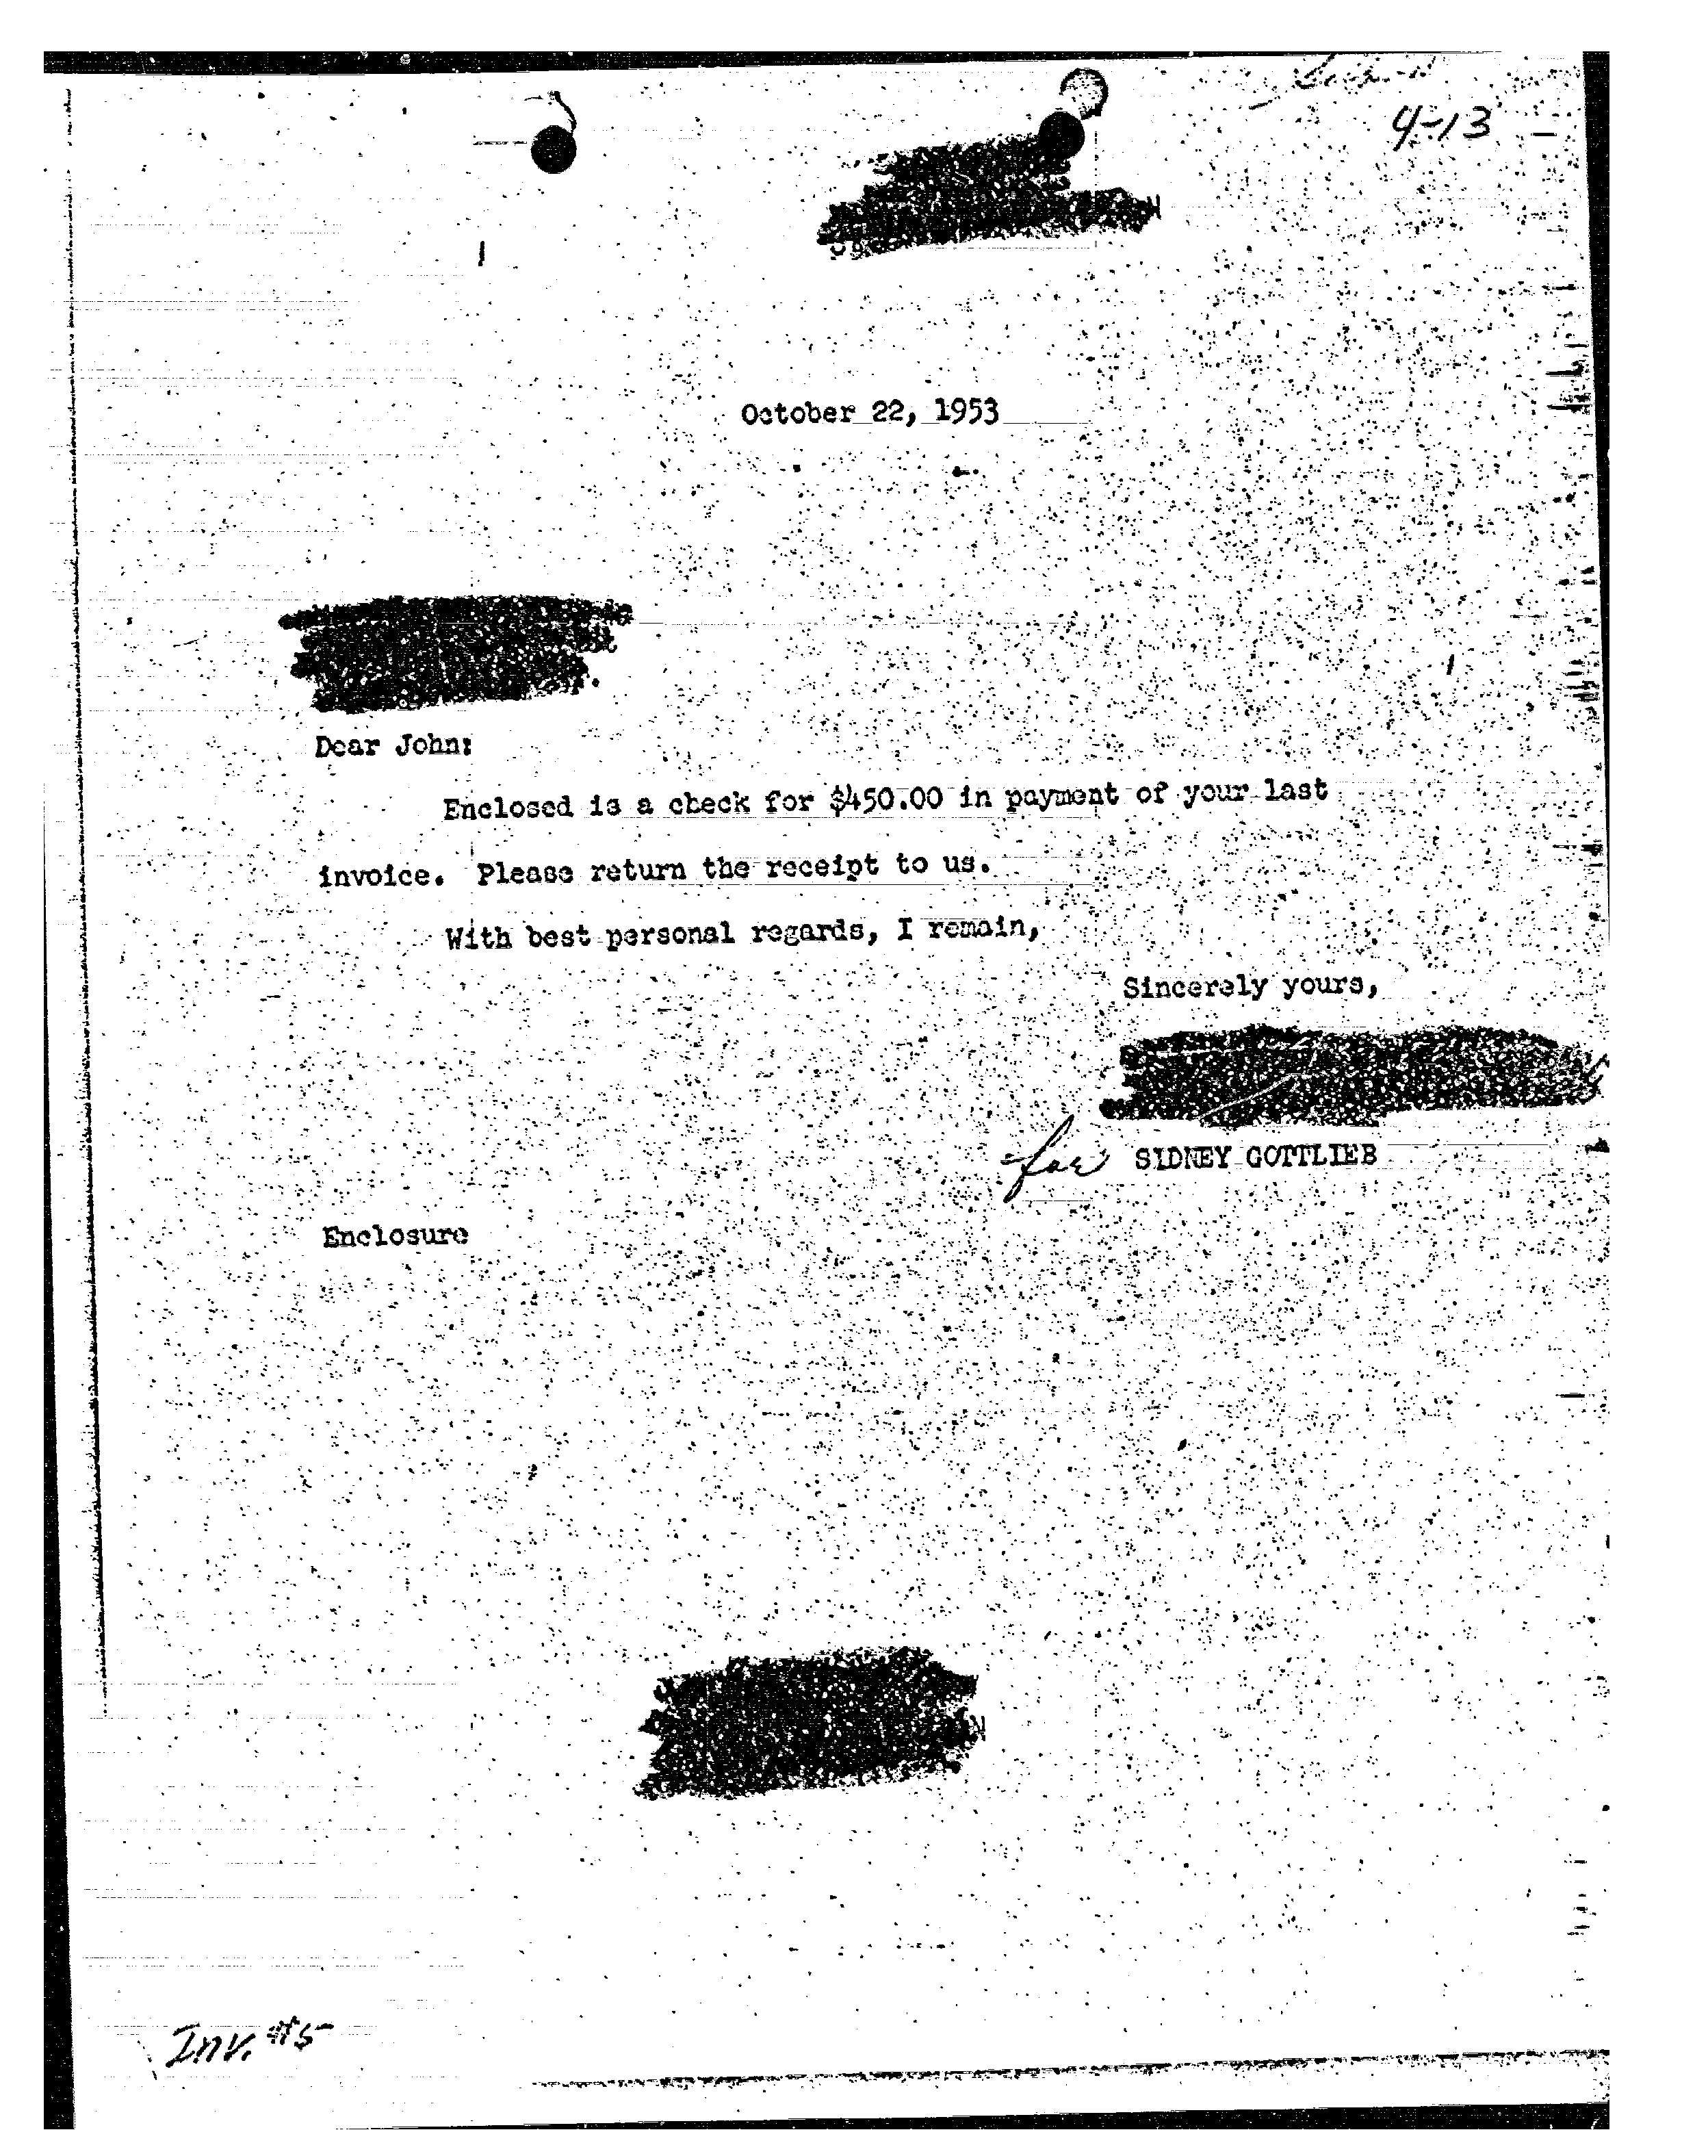 4-13
October 22, 1953
Dear John:
Enclosed is a check for $450.00 in payment of your last
invoice. Please return the receipt to us.
With best personal regards, I remain,
Sincerely yours,
for SIDNEY GOTTLIEB
Enclosure
Inv. #5